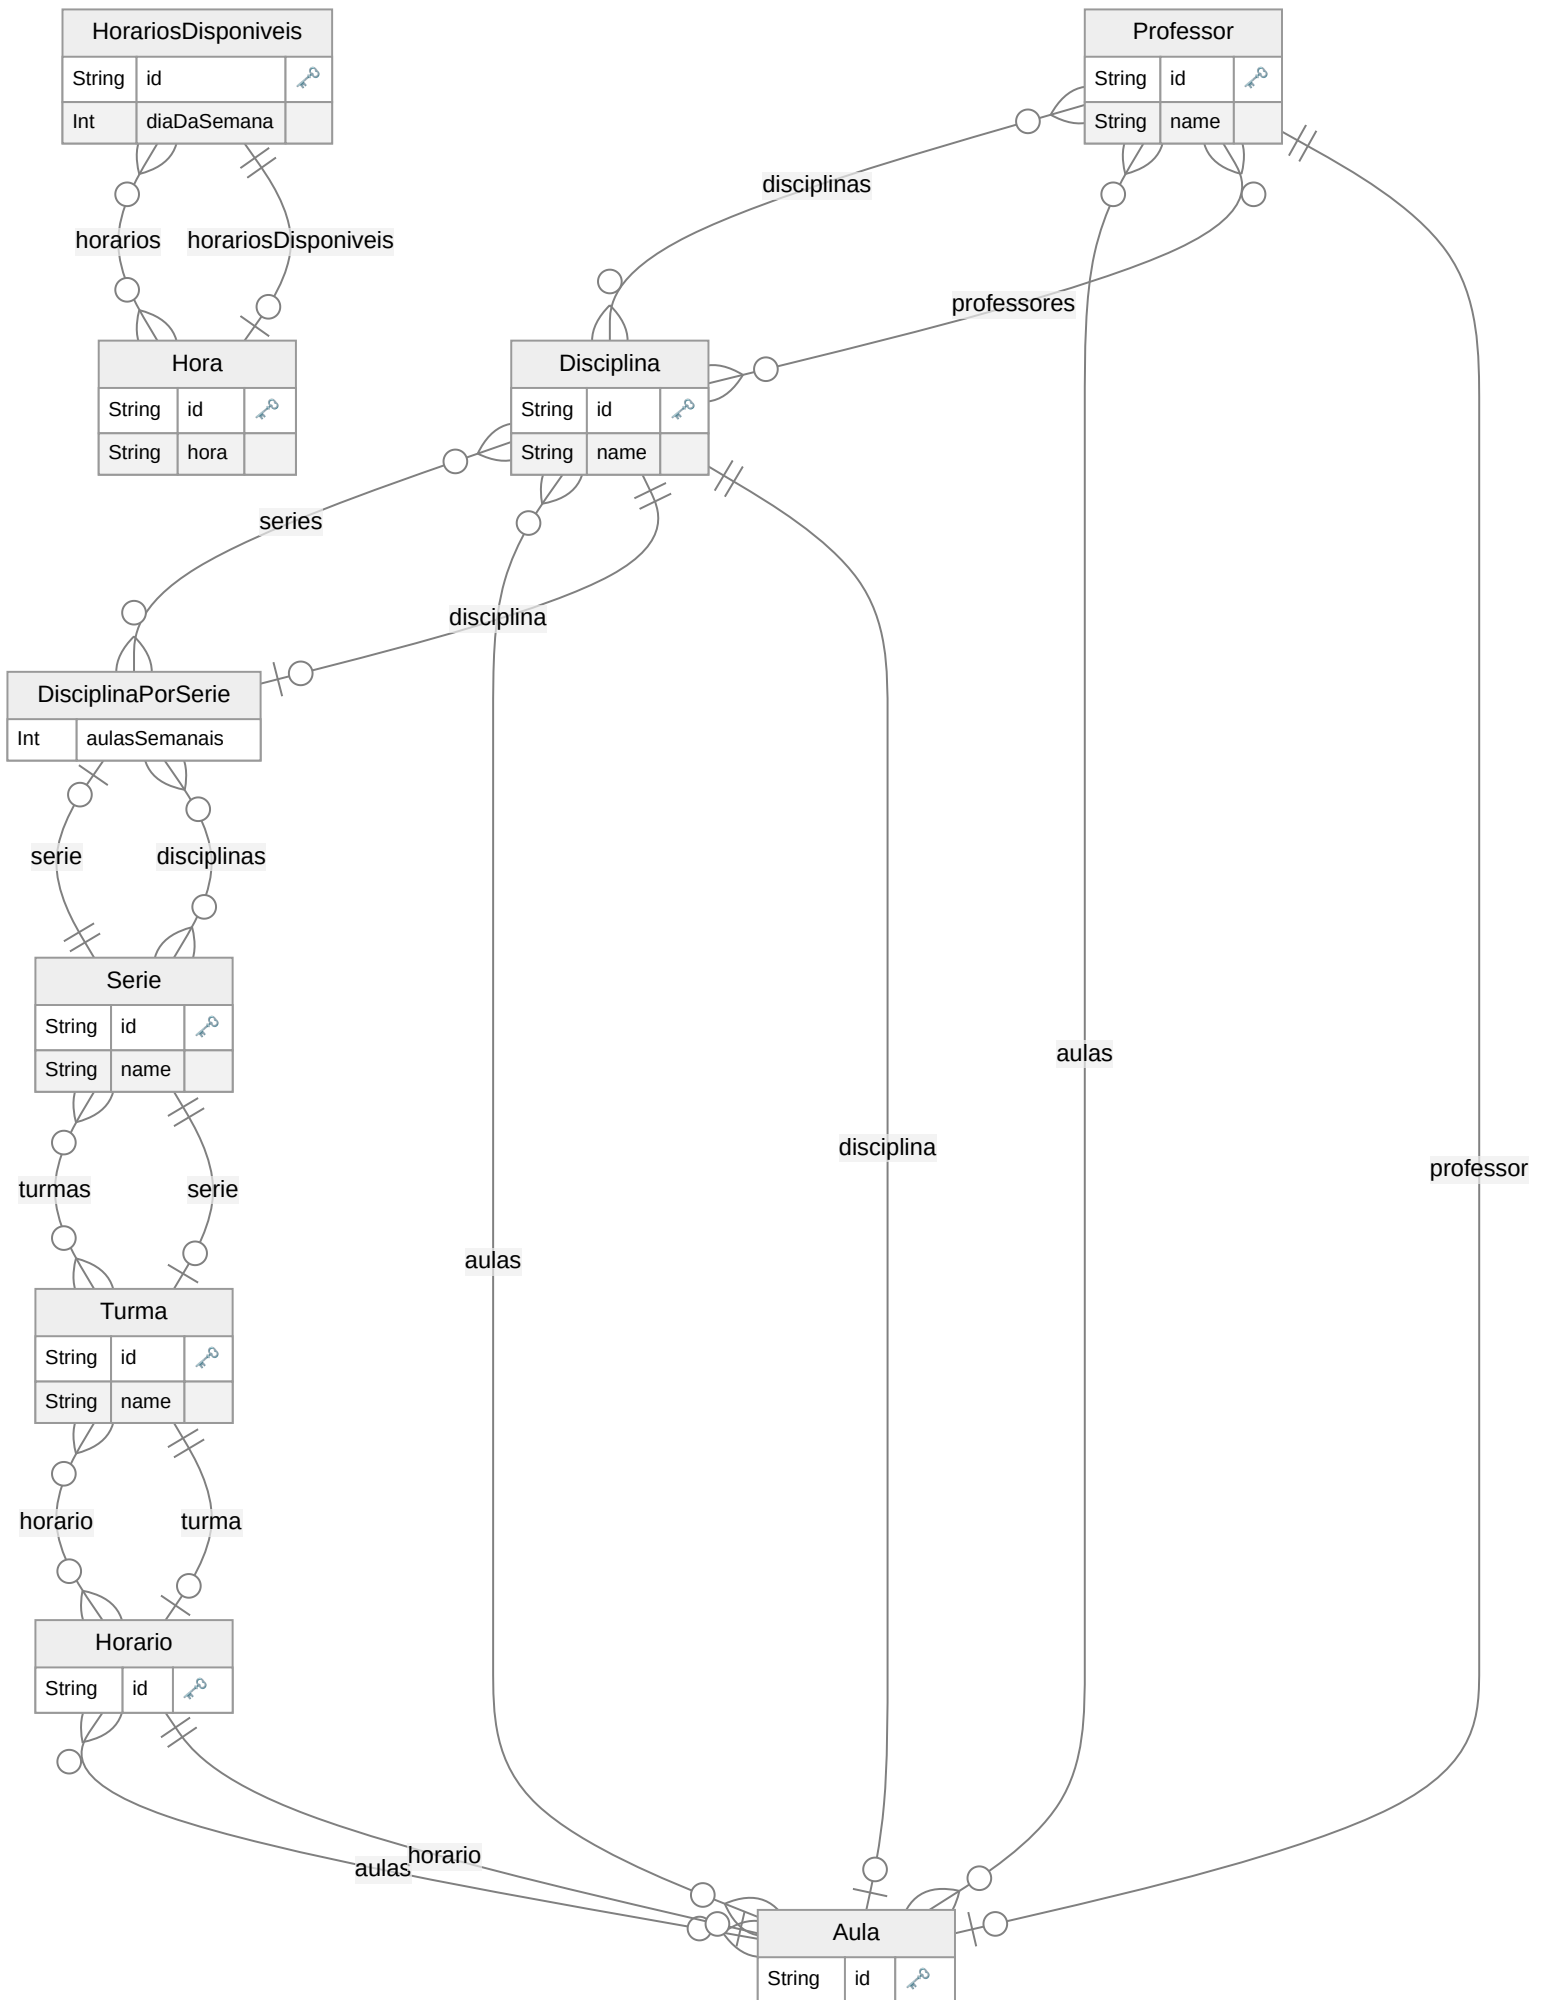 HorariosDisponiveis
String id
Int diaDaSemana
Professor
String id
String name
disciplinas
horarios
horariosDisponiveis
professores
Hora
String id
String hora
Disciplina
String id
String name
series
disciplina
DisciplinaPorSerie
Int aulasSemanais
serie
disciplinas
Serie
String id
String name
aulas
disciplina
professor
turmas
serie
aulas
Turma
String id
String name
horario
turma
Horario
String id
horario
aulas
Aula
String id